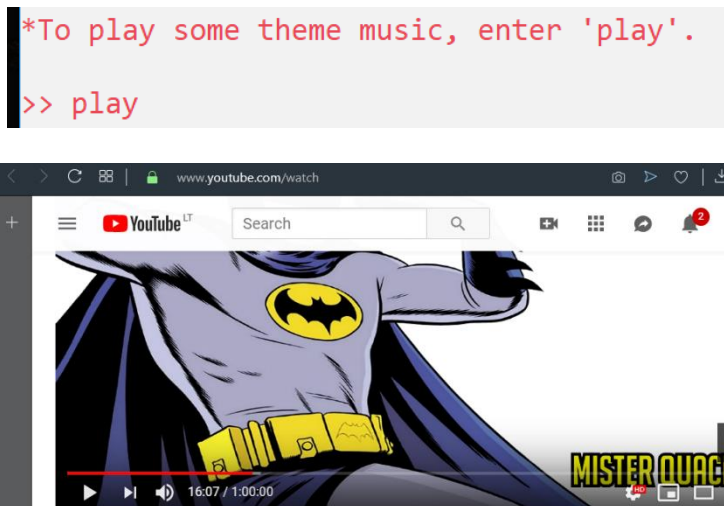 *To play some theme music, enter 'play'.
>> play
www.youtube.com/watch
YouTube LT
Search
2
MISTER QUAC
16:07 / 1:00:00
HD